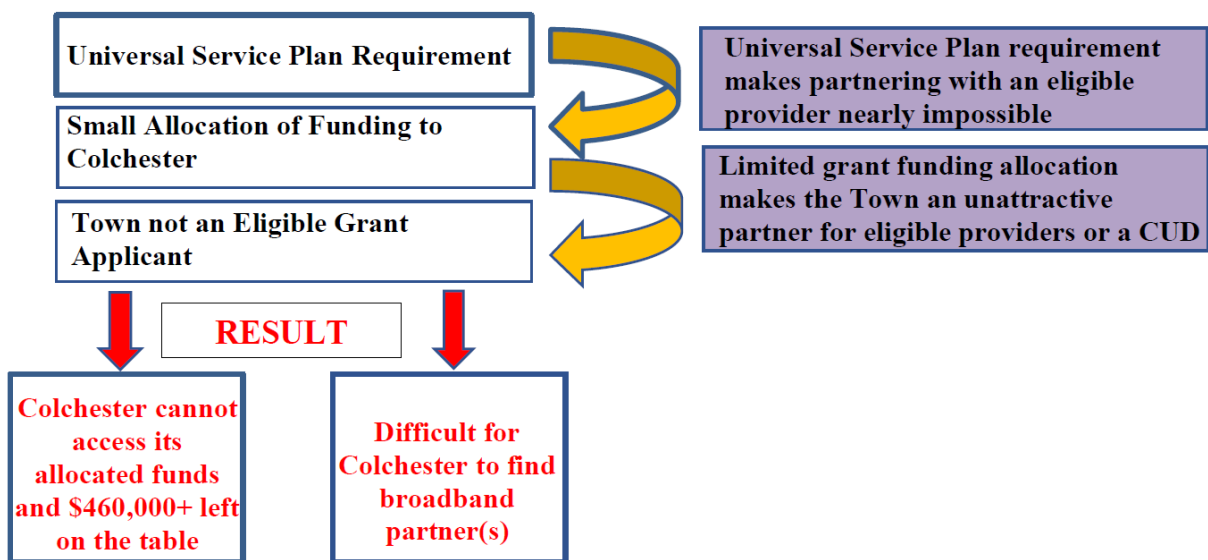 Universal Service Plan Requirement
Universal Service Plan requirement
makes partnering with an eligible
provider nearly impossible
Small Allocation of Funding to
Colchester
Limited grant funding allocation
makes the Town an unattractive
partner for eligible providers or a CUD
Town not an Eligible Grant
Applicant
RESULT
Colchester cannot
access its
allocated funds
and $460,000+ left
on the table
Difficult for
Colchester to find
broadband
partner(s)